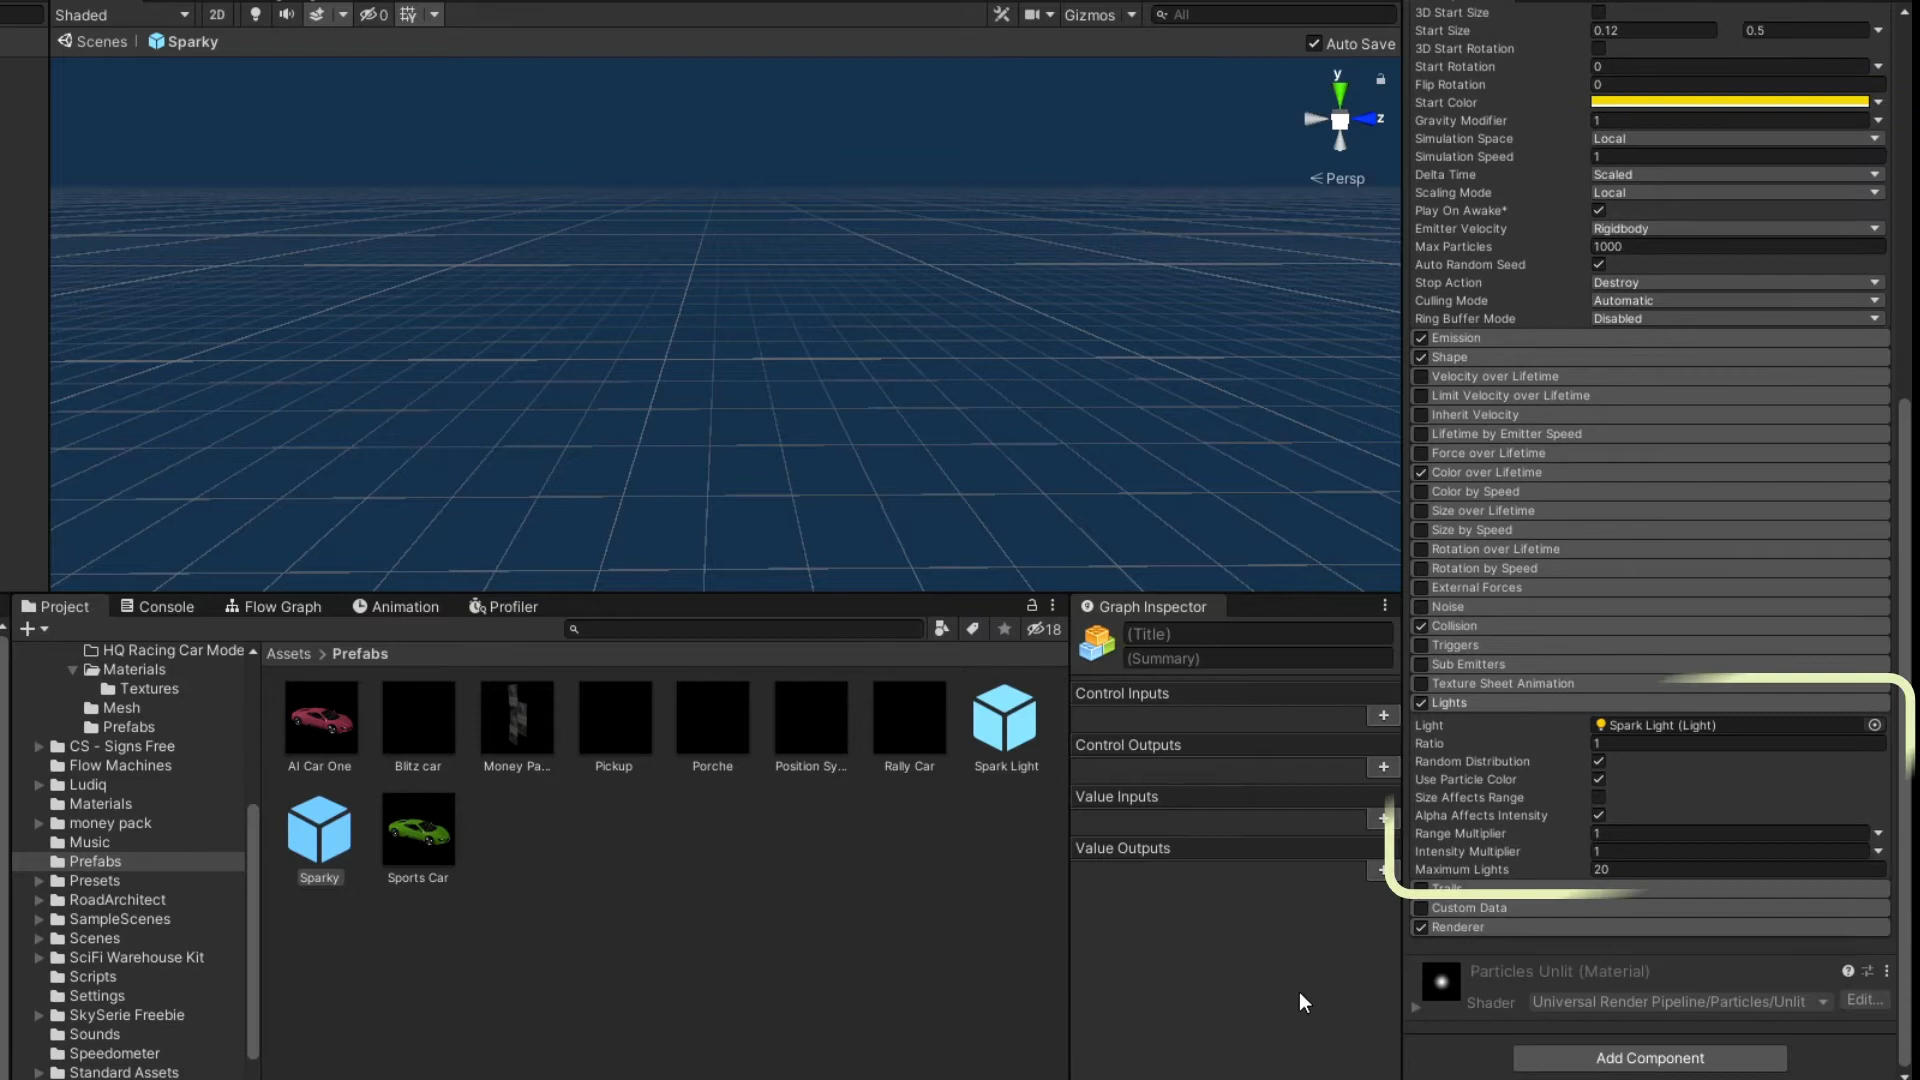 Shaded
2D
0
Gizmos
All
Scenes
Sparky
Auto Save
y
z
Persp
3D Start Size
Start Size 0.12 0.5
3D Start Rotation
Start Rotation 0
Flip Rotation 0
Start Color
Gravity Modifier 1
Simulation Space Local
Simulation Speed 1
Delta Time Scaled
Scaling Mode Local
Play On Awake*
Emitter Velocity Rigidbody
Max Particles 1000
Auto Random Seed
Stop Action Destroy
Culling Mode Automatic
Ring Buffer Mode Disabled
Emission
Shape
Velocity over Lifetime
Limit Velocity over Lifetime
Inherit Velocity
Lifetime by Emitter Speed
Force over Lifetime
Color over Lifetime
Color by Speed
Size over Lifetime
Size by Speed
Rotation over Lifetime
Rotation by Speed
External Forces
Noise
Collision
Triggers
Sub Emitters
Texture Sheet Animation
Lights
Light Spark Light (Light)
Ratio 1
Random Distribution
Use Particle Color
Size Affects Range
Alpha Affects Intensity
Range Multiplier 1
Intensity Multiplier 1
Maximum Lights 20
Trails
Custom Data
Renderer
Particles Unlit (Material)
Shader Universal Render Pipeline/Particles/Unlit Edit...
Add Component
Project
Console
Flow Graph
Animation
Profiler
18
HQ Racing Car Mode
Materials
Textures
Mesh
Prefabs
CS - Signs Free
Flow Machines
Ludiq
Materials
money pack
Music
Prefabs
Presets
RoadArchitect
SampleScenes
Scenes
SciFi Warehouse Kit
Scripts
Settings
SkySerie Freebie
Sounds
Speedometer
Standard Assets
Assets > Prefabs
AI Car One
Blitz car
Money Pa...
Pickup
Porche
Position Sy...
Rally Car
Spark Light
Sparky
Sports Car
Graph Inspector
(Title)
(Summary)
Control Inputs
Control Outputs
Value Inputs
Value Outputs